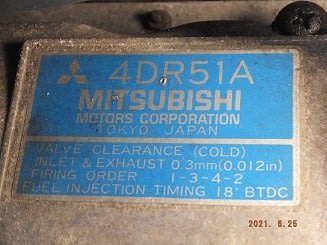 4DR51A
MITSUBISHI
MOTORS CORPORATION
TOKYO JAPAN
VALVE CLEARANCE (COLD)
INLET & EXHAUST 0.3mm(0.012in)
FIRING ORDER 1-3-4-2
FUEL INJECTION TIMING 18° BTDC
2021. 6.25